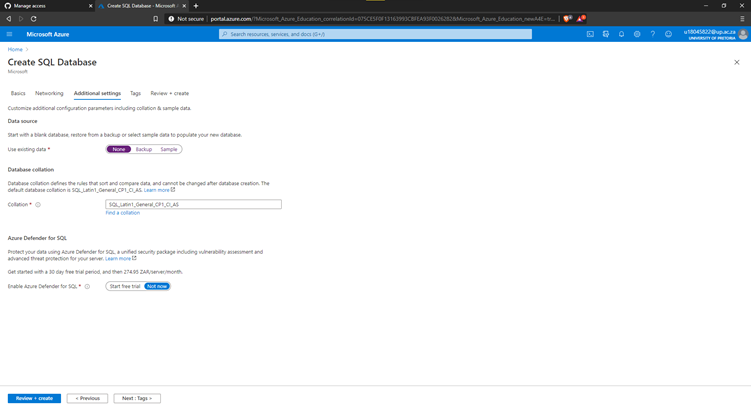 Manage access
Create SQL Database - Microsoft
Not secure
portal.azure.com/?Microsoft_Azure_Education_correlationId=
Microsoft Azure
Search resources, services, and docs (G+/)
u18045822@up.ac.za
UNIVERSITY OF PRETORIA
Home
Create SQL Database
Microsoft
Basics Networking Additional settings Tags Review + create
Customize additional configuration parameters including collation & sample data.
Data source
Start with a blank database, restore from a backup or select sample data to populate your new database.
Use existing data *
None Backup Sample
Database collation
Database collation defines the rules that sort and compare data, and cannot be changed after database creation. The
default database collation is SQL_Latin1_General_CP1_CI_AS. Learn more
Collation *
SQL_Latin1_General_CP1_CI_AS
Find a collation
Azure Defender for SQL
Protect your data using Azure Defender for SQL, a unified security package including vulnerability assessment and
advanced threat protection for your server. Learn more
Get started with a 30 day free trial period, and then 274.95 ZAR/server/month.
Enable Azure Defender for SQL *
Start free trial Not now
Review + create
< Previous
Next : Tags >